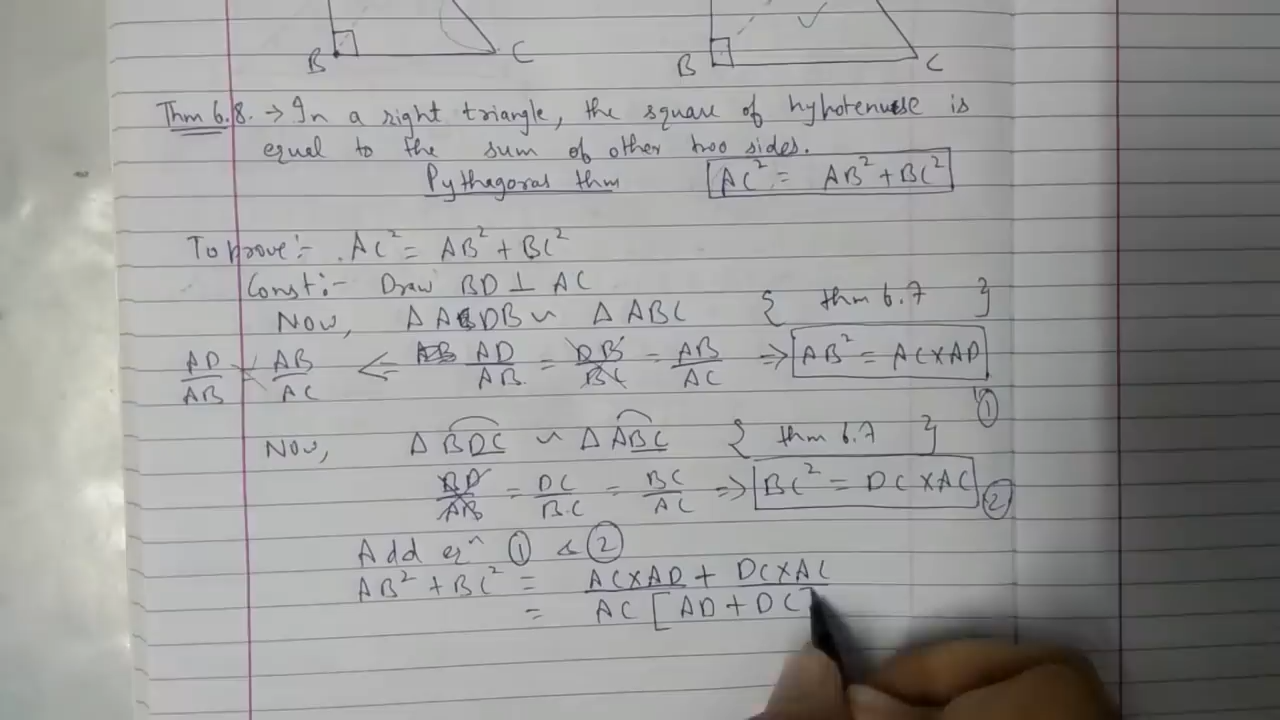 B C B C
Thm 6.8. → In a right triangle, the square of hyhotenuse is
equal to the sum of other two sides.
Pythagoras thm AC² = AB² + BC²
To prove:- AC² = AB² + BC²
Const:- Draw BD ⊥ AC
Now, Δ ADB ~ Δ ABC { thm 6.7 }
AD/AB = AB/AC <= AD/AB = DB/BC = AB/AC => AB² = AC×AD
①
Now, Δ BDC ~ Δ ABC { thm 6.7 }
BD/AB = DC/BC = BC/AC => BC² = DC×AC ②
Add eqⁿ ① & ②
AB² + BC² = AC×AD + DC×AC
= AC [ AD + DC ]